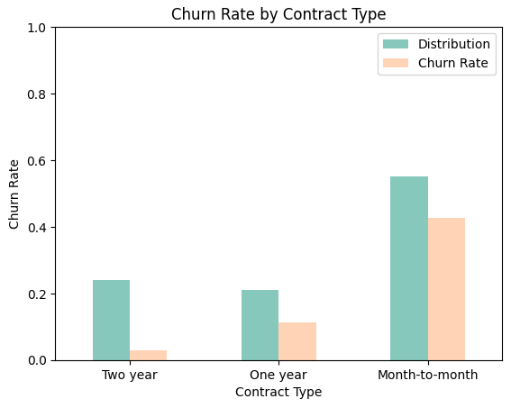 Churn Rate by Contract Type
Distribution
Churn Rate
Churn Rate
1.0
0.8
0.6
0.4
0.2
0.0
Two year
One year
Month-to-month
Contract Type